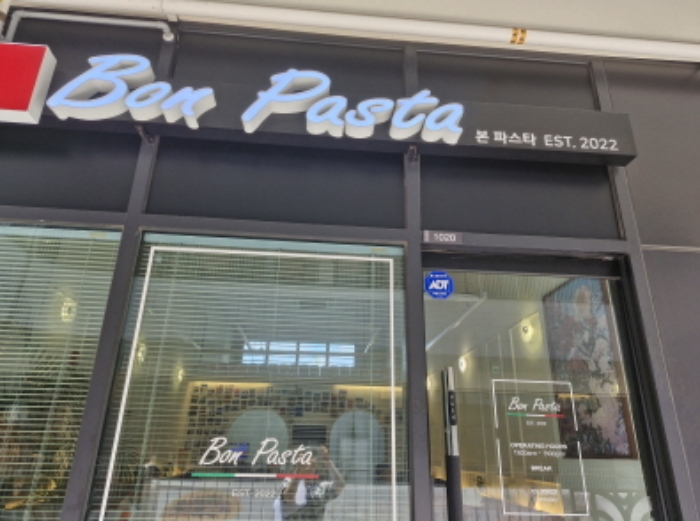 Bon Pasta
본 파스타 EST. 2022
1020
ADT
Bon Pasta
EST. 2022
Bon Pasta
OPERATING HOURS
BREAK